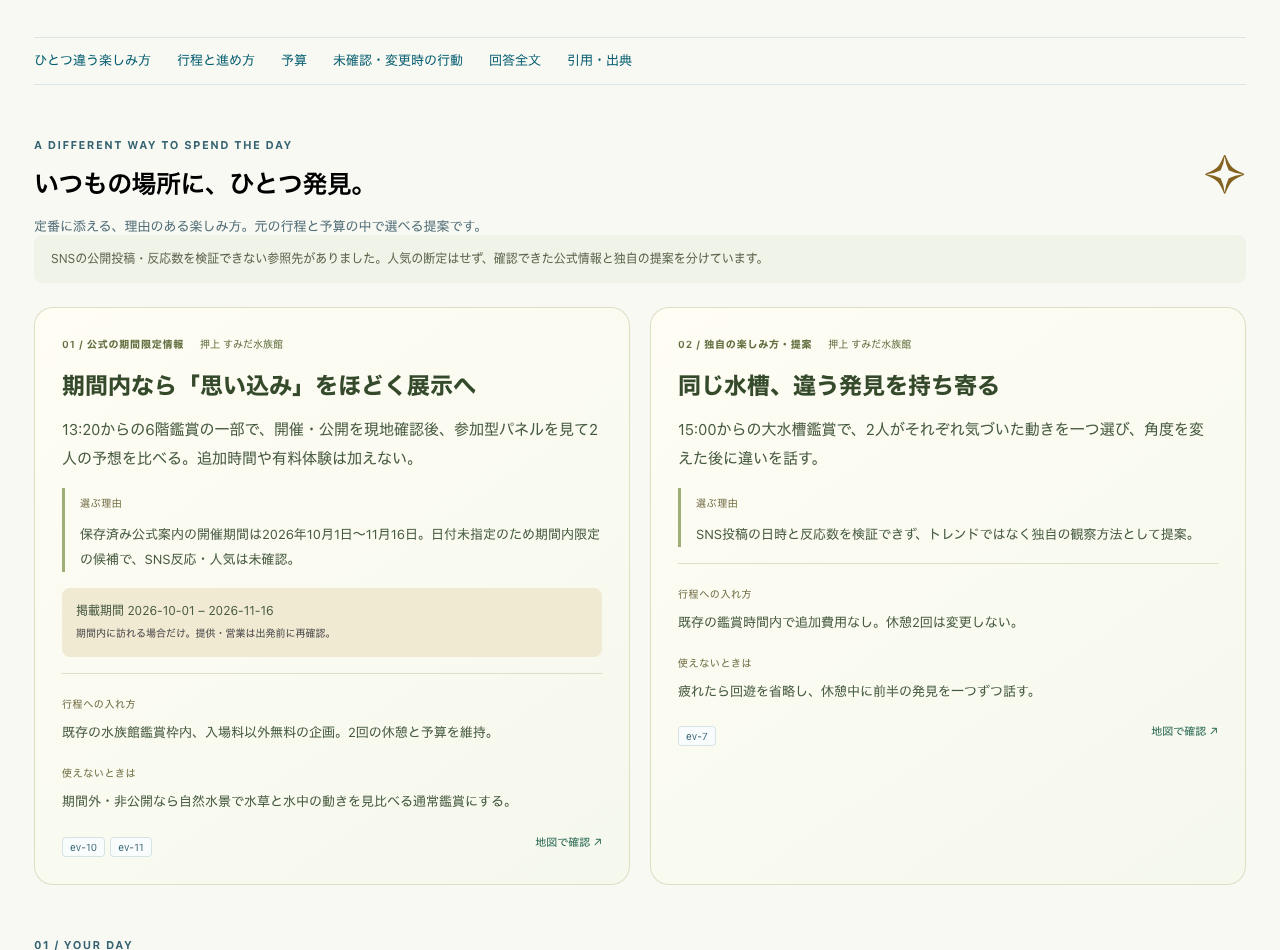 ひとつ違う楽しみ方 行程と進め方 予算 未確認・変更時の行動 回答全文 引用・出典
A DIFFERENT WAY TO SPEND THE DAY
いつもの場所に、ひとつ発見。
定番に添える、理由のある楽しみ方。元の行程と予算の中で選べる提案です。
SNSの公開投稿・反応数を検証できない参照先がありました。人気の断定はせず、確認できた公式情報と独自の提案を分けています。
01 / 公式の期間限定情報 押上 すみだ水族館
期間内なら「思い込み」をほどく展示へ
13:20からの6階鑑賞の一部で、開催・公開を現地確認後、参加型パネルを見て2
人の予想を比べる。追加時間や有料体験は加えない。
選ぶ理由
保存済み公式案内の開催期間は2026年10月1日〜11月16日。日付未指定のため期間内限定
の候補で、SNS反応・人気は未確認。
掲載期間 2026-10-01 – 2026-11-16
期間内に訪れる場合だけ。提供・営業は出発前に再確認。
行程への入れ方
既存の水族館鑑賞枠内、入場料以外無料の企画。2回の休憩と予算を維持。
使えないときは
期間外・非公開なら自然水景で水草と水中の動きを見比べる通常鑑賞にする。
ev-10 ev-11 地図で確認 ↗
02 / 独自の楽しみ方・提案 押上 すみだ水族館
同じ水槽、違う発見を持ち寄る
15:00からの大水槽鑑賞で、2人がそれぞれ気づいた動きを一つ選び、角度を変
えた後に違いを話す。
選ぶ理由
SNS投稿の日時と反応数を検証できず、トレンドではなく独自の観察方法として提案。
行程への入れ方
既存の鑑賞時間内で追加費用なし。休憩2回は変更しない。
使えないときは
疲れたら回遊を省略し、休憩中に前半の発見を一つずつ話す。
ev-7 地図で確認 ↗
01 / YOUR DAY